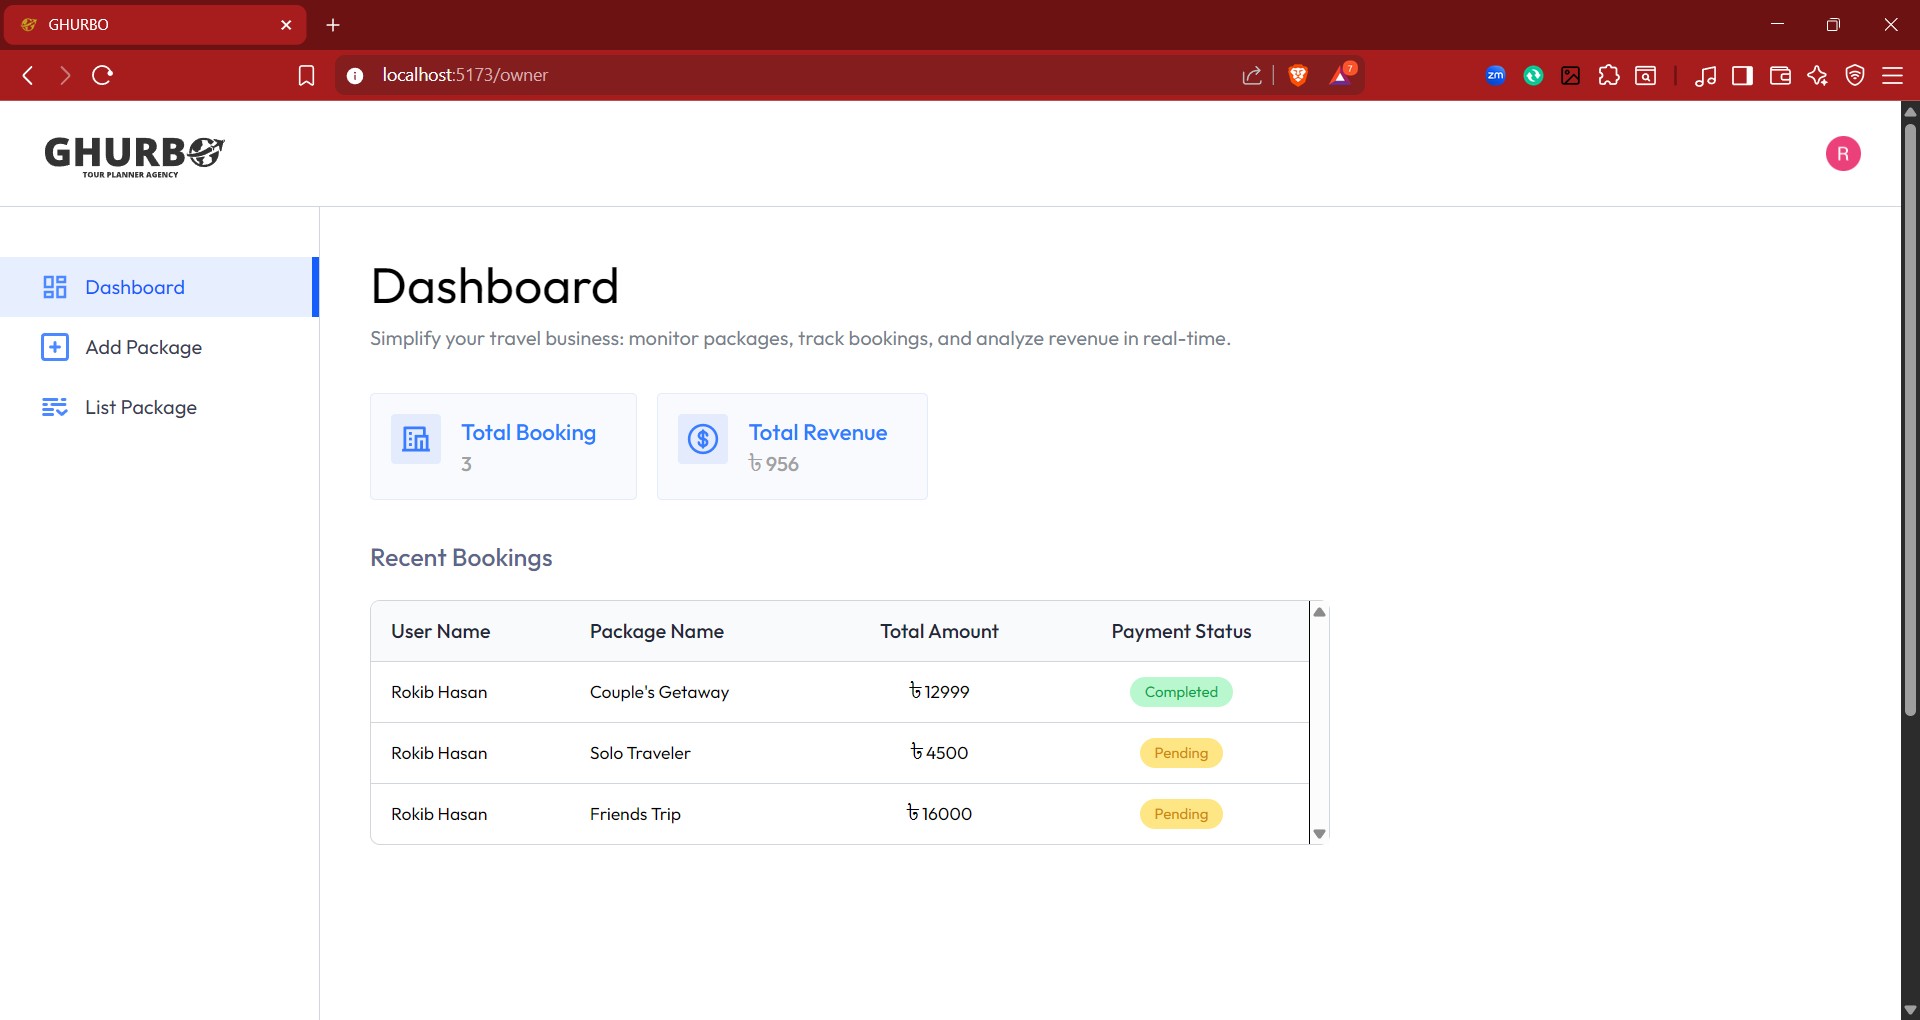 GHURBO
localhost:5173/owner
7
zm
GHURBO
TOUR PLANNER AGENCY
R
Dashboard
Add Package
List Package
Dashboard
Simplify your travel business: monitor packages, track bookings, and analyze revenue in real-time.
Total Booking
3
Total Revenue
৳ 956
Recent Bookings
User Name Package Name Total Amount Payment Status
Rokib Hasan Couple's Getaway ৳ 12999 Completed
Rokib Hasan Solo Traveler ৳ 4500 Pending
Rokib Hasan Friends Trip ৳ 16000 Pending